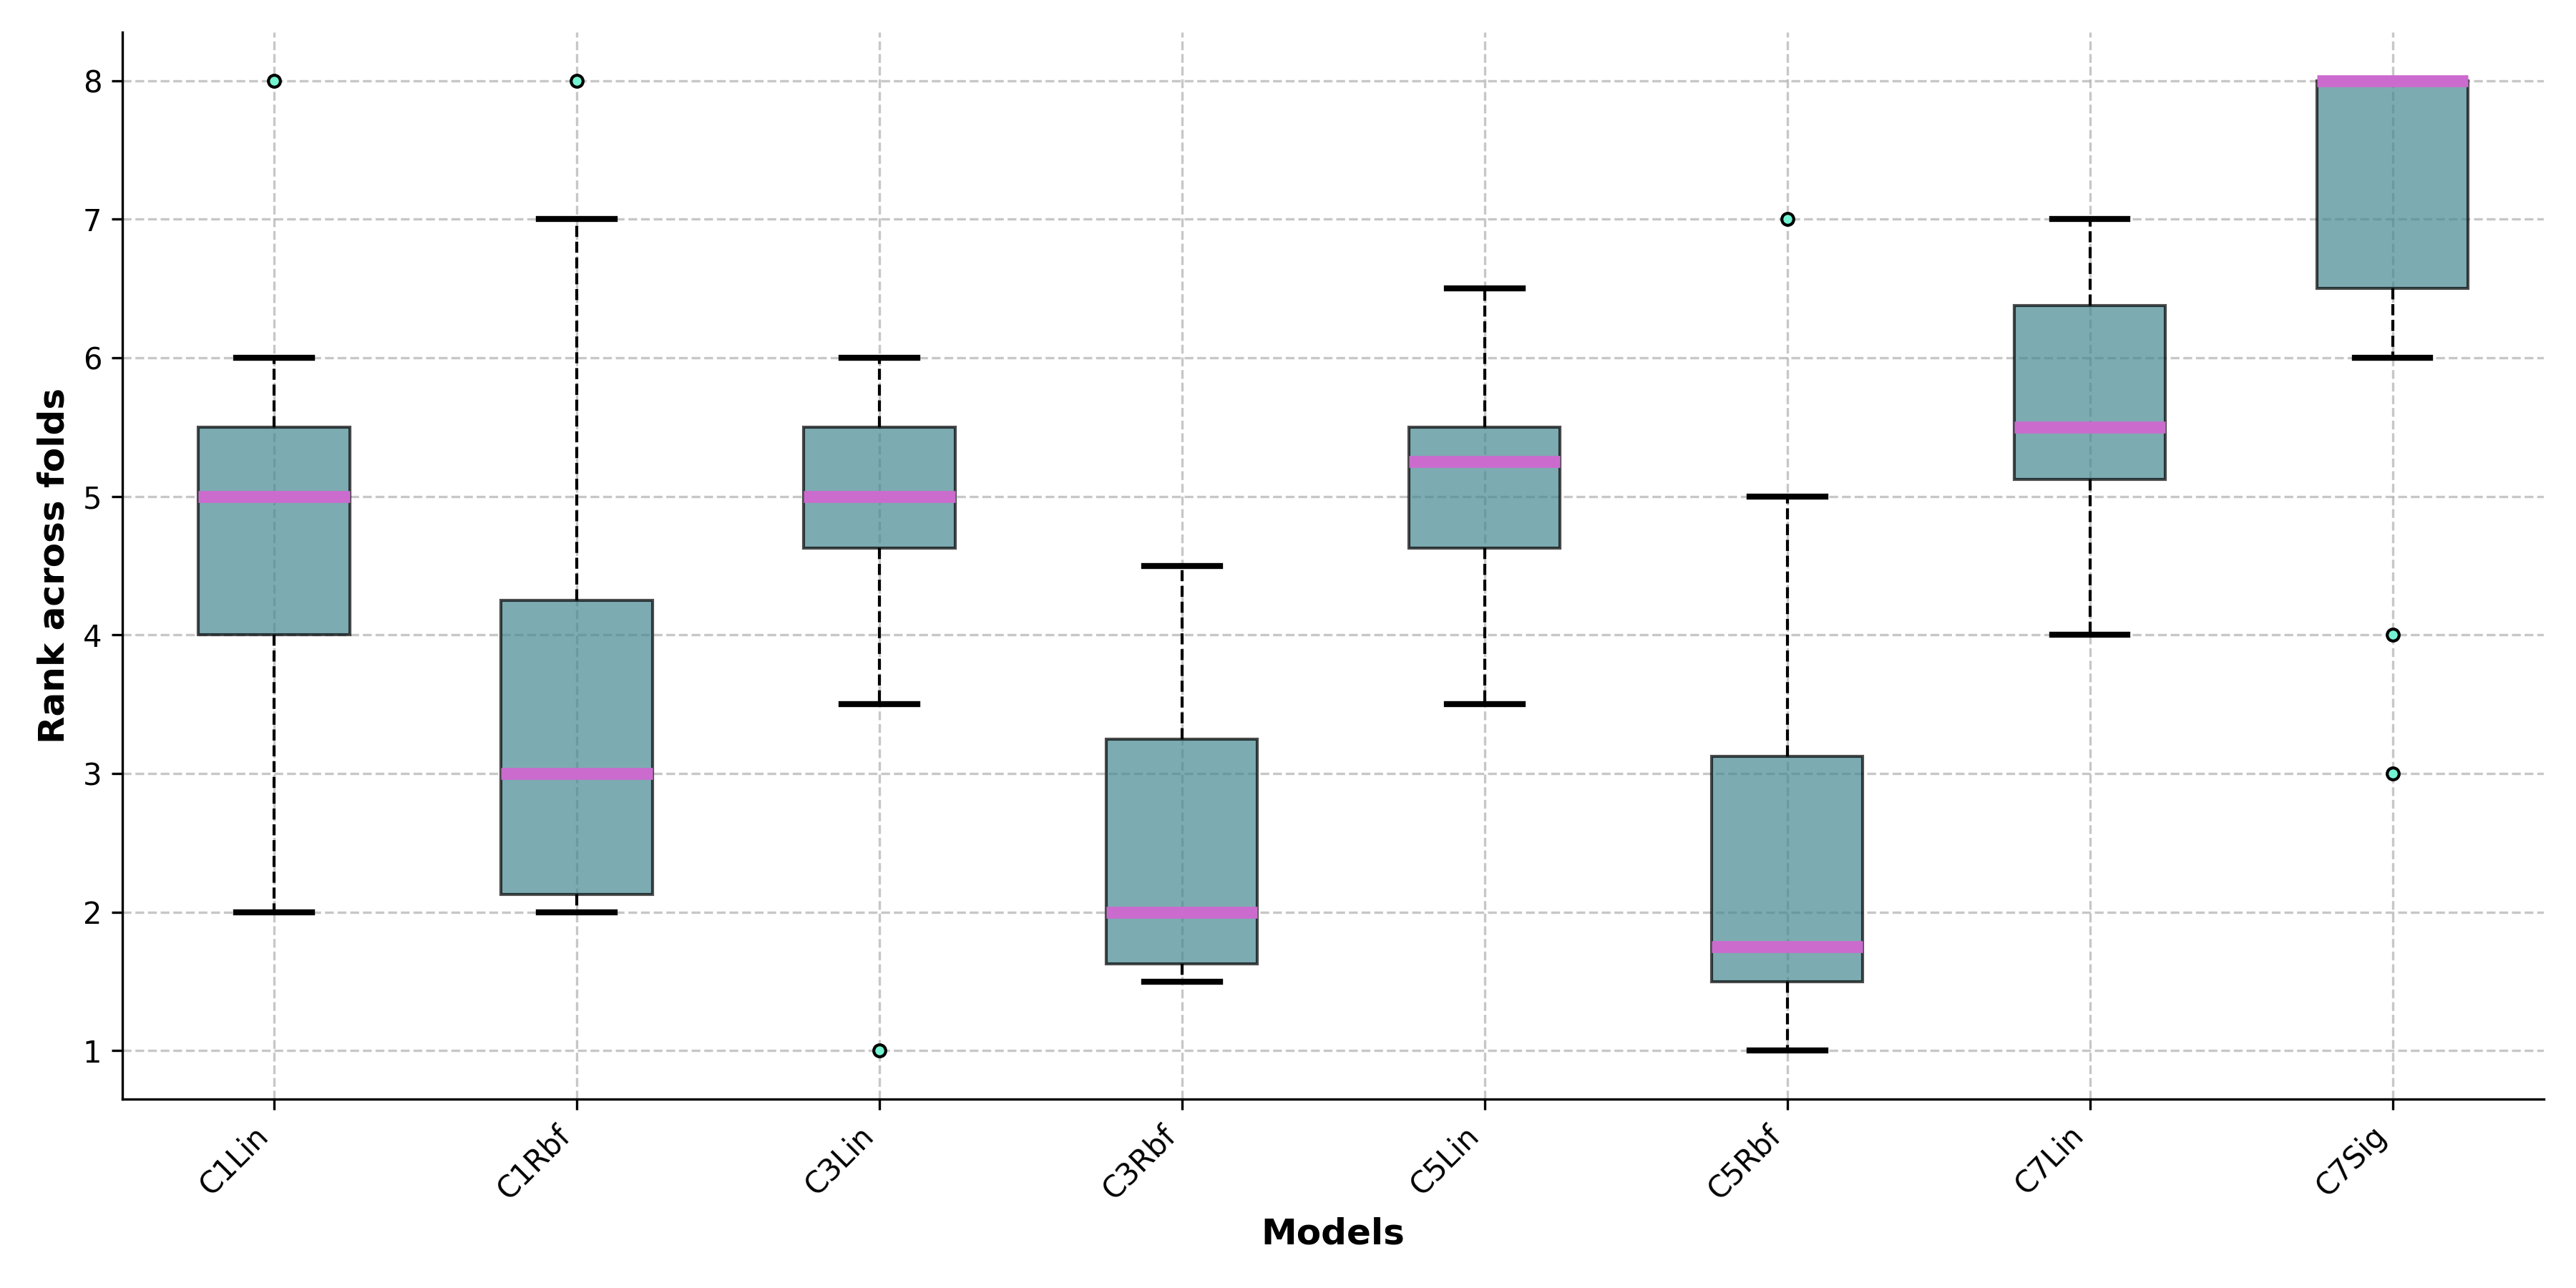 Rank across folds
8
7
6
5
4
3
2
1
C1Lin
C1Rbf
C3Lin
C3Rbf
C5Lin
C5Rbf
C7Lin
C7Sig
Models